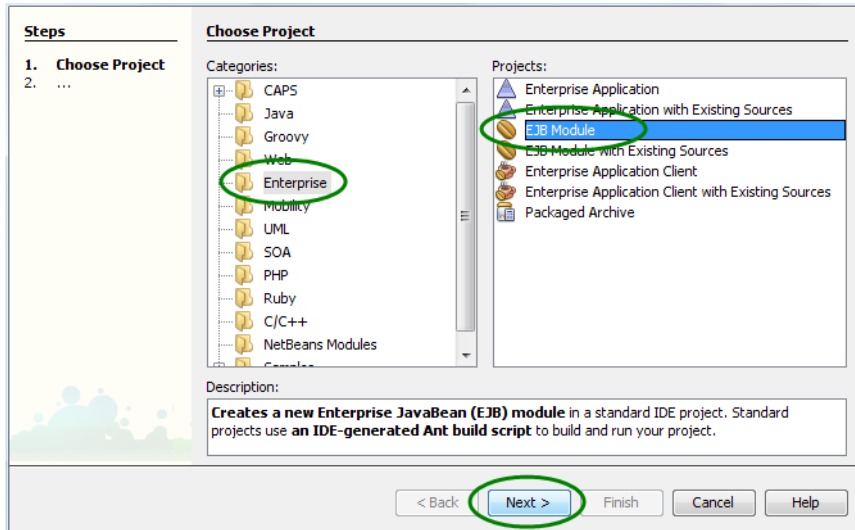 Steps
1. Choose Project
2. ...
Choose Project
Categories:
CAPS
Java
Groovy
Web
Enterprise
Mobility
UML
SOA
PHP
Ruby
C/C++
NetBeans Modules
Samples
Projects:
Enterprise Application
Enterprise Application with Existing Sources
EJB Module
EJB Module with Existing Sources
Enterprise Application Client
Enterprise Application Client with Existing Sources
Packaged Archive
Description:
Creates a new Enterprise JavaBean (EJB) module in a standard IDE project. Standard
projects use an IDE-generated Ant build script to build and run your project.
< Back Next > Finish Cancel Help